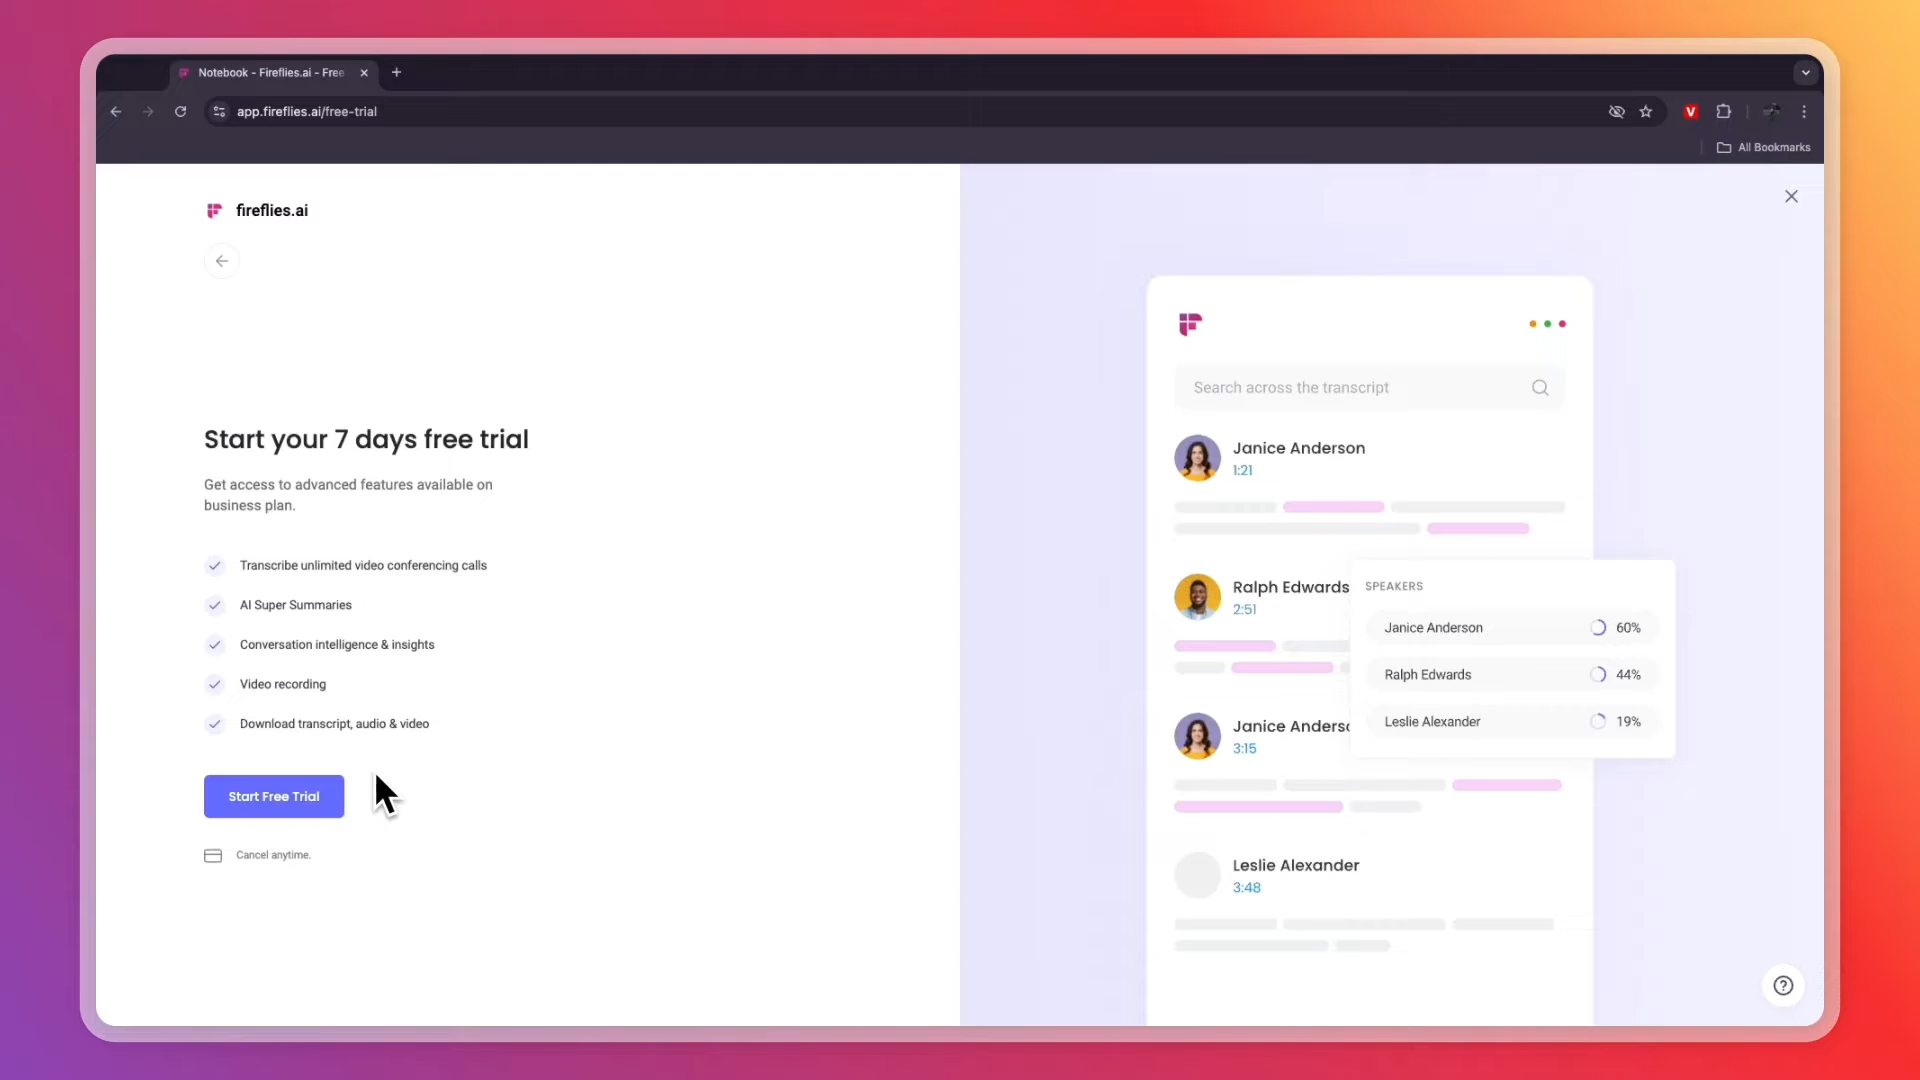 Notebook - Fireflies.ai - Free
app.fireflies.ai/free-trial
V
All Bookmarks
fireflies.ai
Start your 7 days free trial
Get access to advanced features available on
business plan.
Transcribe unlimited video conferencing calls
AI Super Summaries
Conversation intelligence & insights
Video recording
Download transcript, audio & video
Start Free Trial
Cancel anytime.
Search across the transcript
Janice Anderson
1:21
Ralph Edwards
2:51
Janice Anderso
3:15
Leslie Alexander
3:48
SPEAKERS
Janice Anderson 60%
Ralph Edwards 44%
Leslie Alexander 19%
?